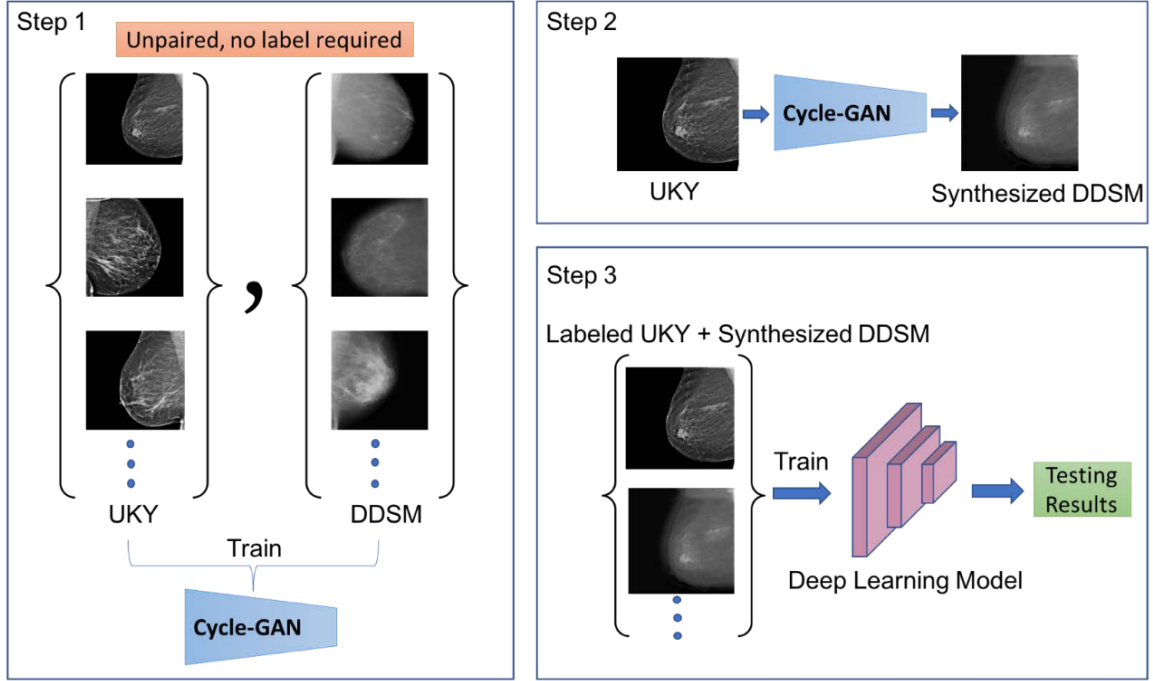 Step 1
Unpaired, no label required
,
UKY
DDSM
Train
Cycle-GAN
Step 2
Cycle-GAN
UKY
Synthesized DDSM
Step 3
Labeled UKY + Synthesized DDSM
Train
Testing
Results
Deep Learning Model